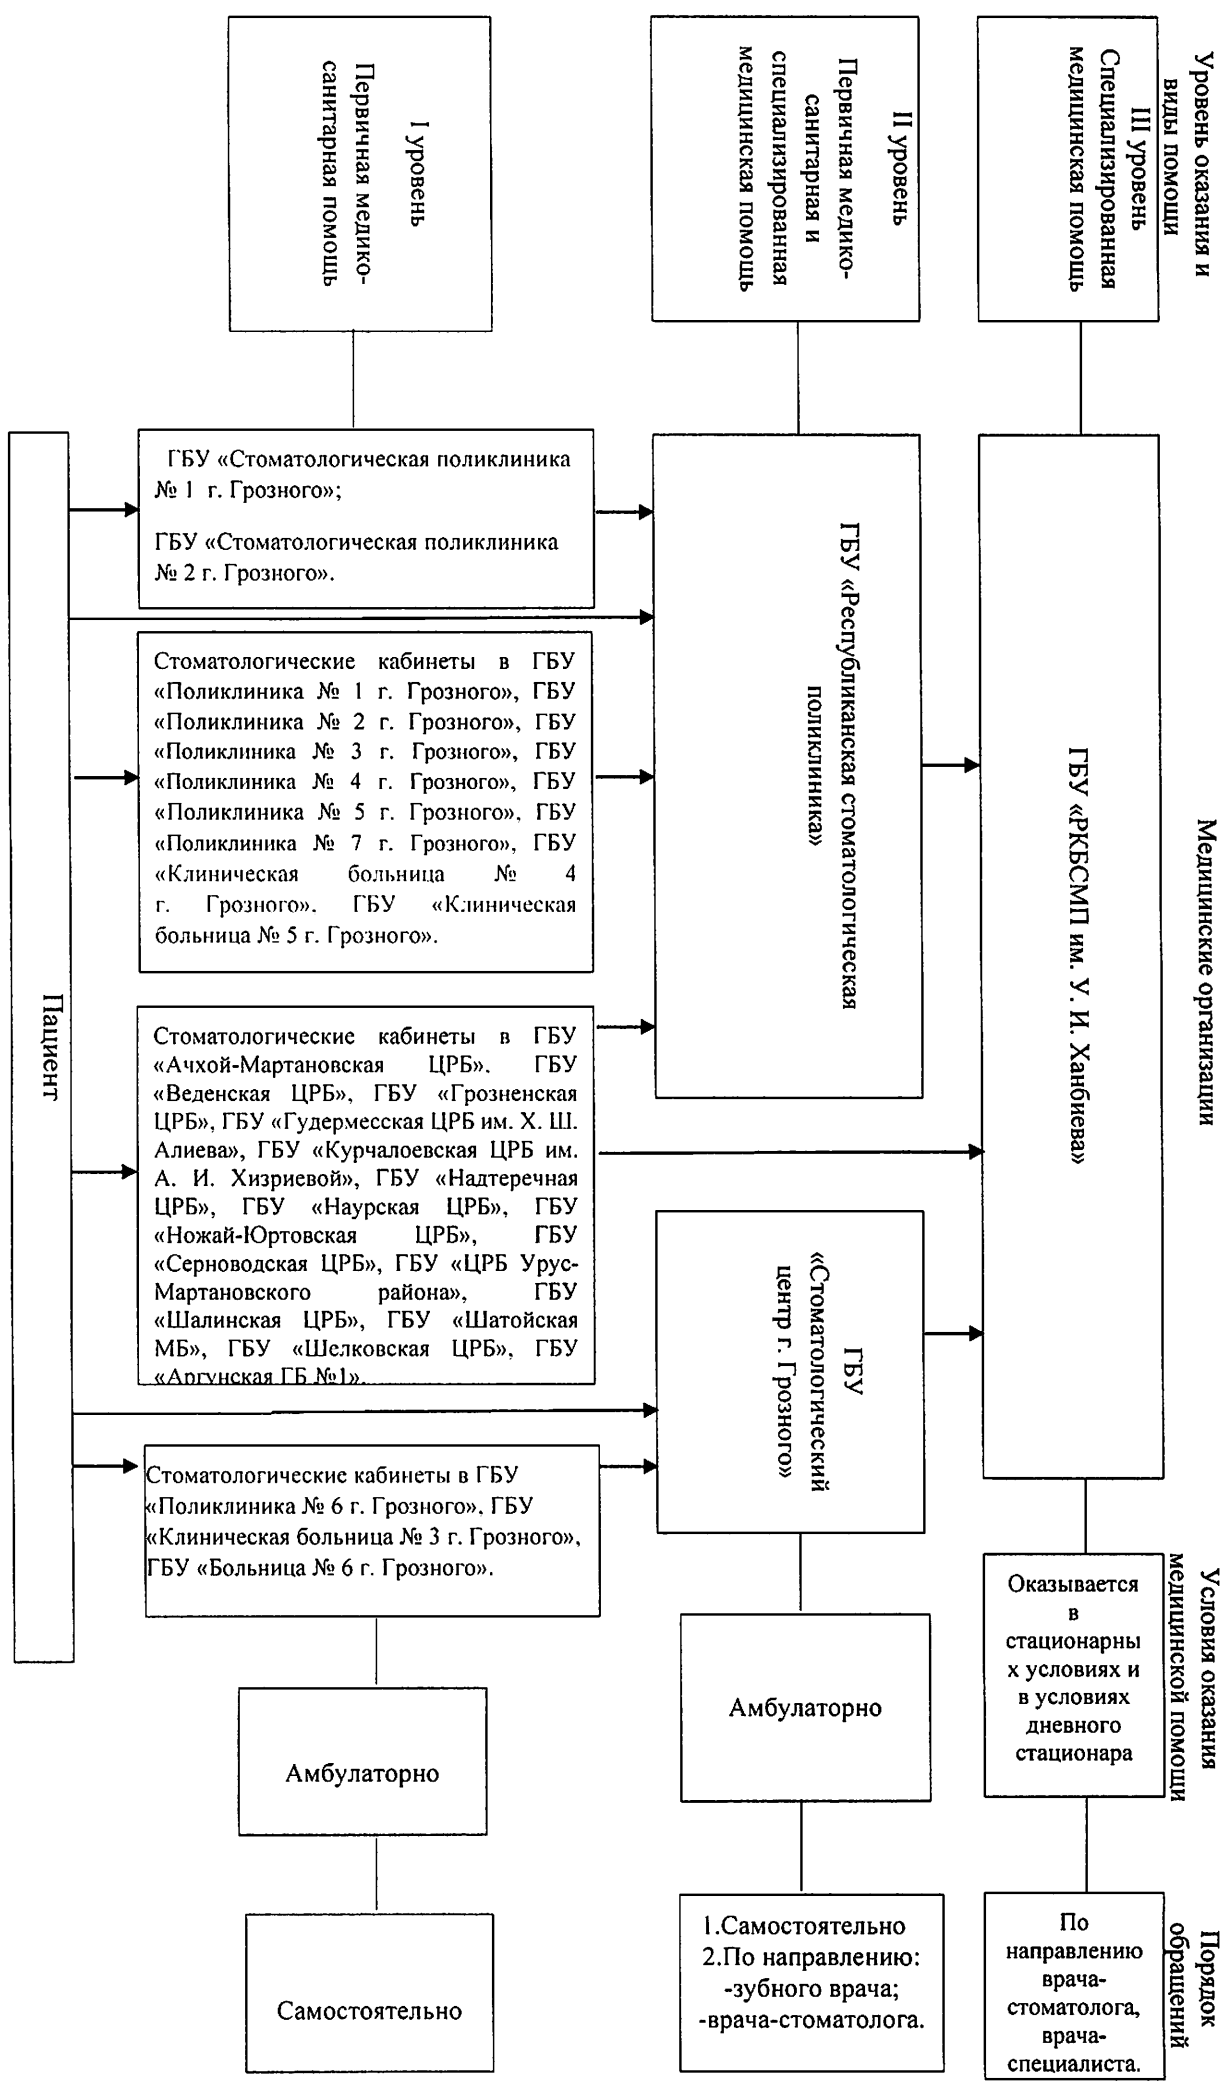 Уровень оказания и
виды помощи
III уровень
Специализированная
медицинская помощь
II уровень
Первичная медико-
санитарная и
специализированная
медицинская помощь
I уровень
Первичная медико-
санитарная помощь
Медицинские организации
ГБУ «РКБСМП им. У. И. Ханбиева»
ГБУ «Республиканская стоматологическая
поликлиника»
ГБУ
«Стоматологический
центр г. Грозного»
ГБУ «Стоматологическая поликлиника
№ 1 г. Грозного»;
ГБУ «Стоматологическая поликлиника
№ 2 г. Грозного».
Стоматологические кабинеты в ГБУ
«Поликлиника № 1 г. Грозного», ГБУ
«Поликлиника № 2 г. Грозного», ГБУ
«Поликлиника № 3 г. Грозного», ГБУ
«Поликлиника № 4 г. Грозного», ГБУ
«Поликлиника № 5 г. Грозного», ГБУ
«Поликлиника № 7 г. Грозного», ГБУ
«Клиническая больница № 4
г. Грозного». ГБУ «Клиническая
больница № 5 г. Грозного».
Стоматологические кабинеты в ГБУ
«Ачхой-Мартановская ЦРБ». ГБУ
«Веденская ЦРБ», ГБУ «Грозненская
ЦРБ», ГБУ «Гудермесская ЦРБ им. Х. Ш.
Алиева», ГБУ «Курчалоевская ЦРБ им.
А. И. Хизриевой», ГБУ «Надтеречная
ЦРБ», ГБУ «Наурская ЦРБ», ГБУ
«Ножай-Юртовская ЦРБ», ГБУ
«Серноводская ЦРБ», ГБУ «ЦРБ Урус-
Мартановского района», ГБУ
«Шалинская ЦРБ», ГБУ «Шатойская
МБ», ГБУ «Шелковская ЦРБ», ГБУ
«Аргунская ГБ №1».
Стоматологические кабинеты в ГБУ
«Поликлиника № 6 г. Грозного». ГБУ
«Клиническая больница № 3 г. Грозного»,
ГБУ «Больница № 6 г. Грозного».
Пациент
Условия оказания
медицинской помощи
Оказывается
в
стационарны
х условиях и
в условиях
дневного
стационара
Амбулаторно
Амбулаторно
Порядок
обращений
По
направлению
врача-
стоматолога,
врача-
специалиста.
1.Самостоятельно
2.По направлению:
-зубного врача;
-врача-стоматолога.
Самостоятельно